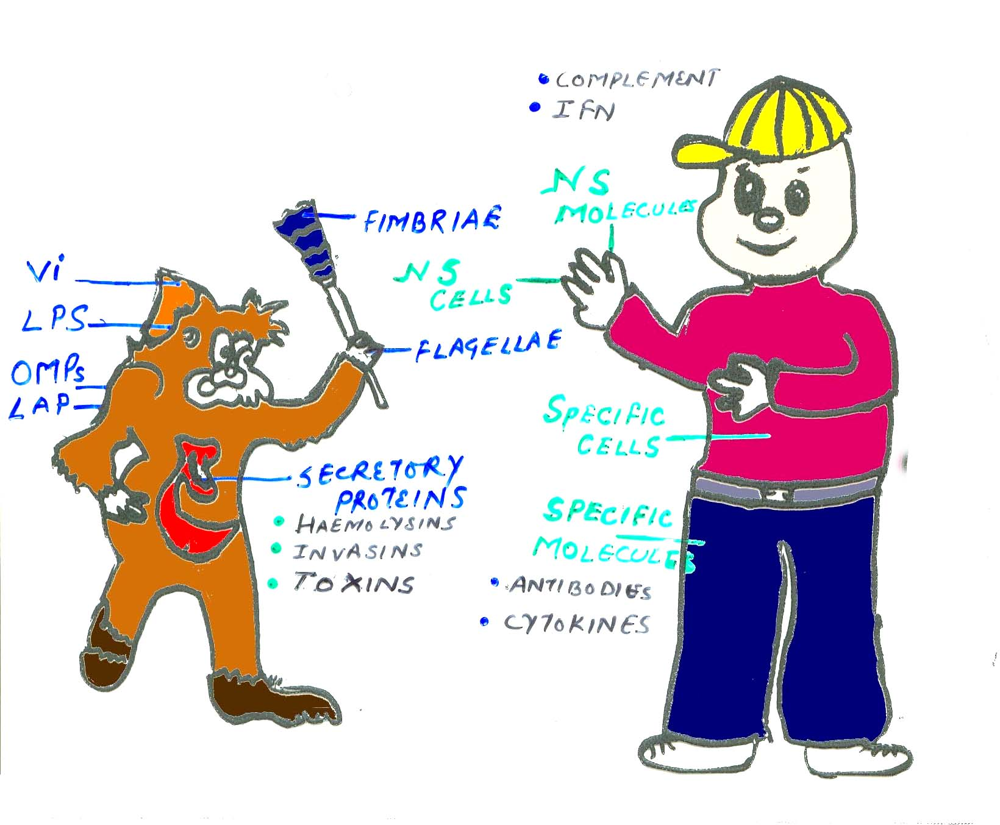 Vi
LPS
OMPs
LAP
FIMBRIAE
FLAGELLAE
SECRETORY
PROTEINS
• HAEMOLYSINS
• INVASINS
• TOXINS
• COMPLEMENT
• IFN
NS
MOLECULES
NS
CELLS
SPECIFIC
CELLS
SPECIFIC
MOLECULES
• ANTIBODIES
• CYTOKINES